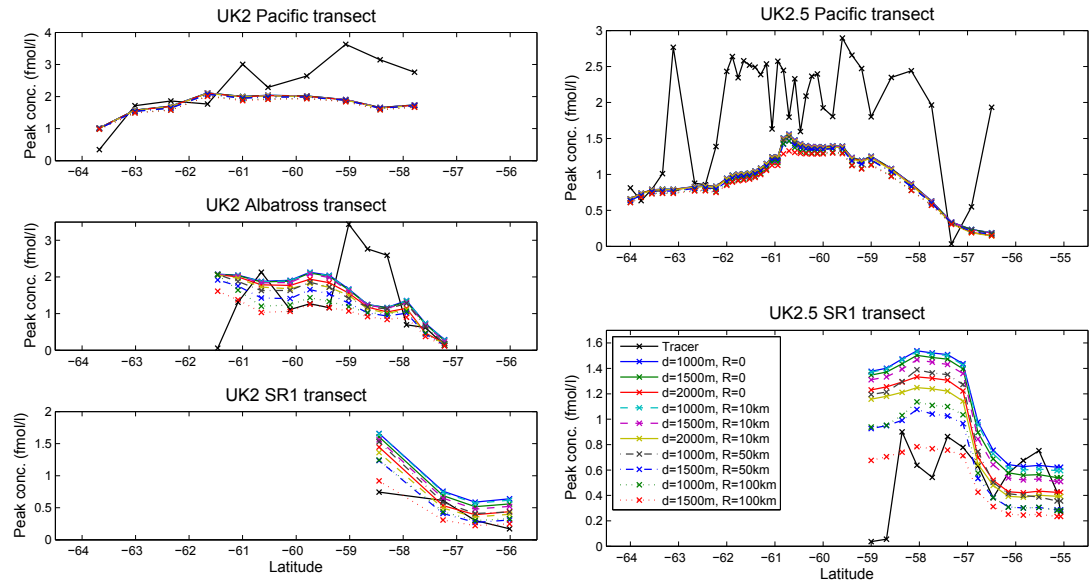 UK2 Pacific transect
Peak conc. (fmol/l)
4
3
2
1
0
−64 −63 −62 −61 −60 −59 −58 −57 −56
UK2 Albatross transect
Peak conc. (fmol/l)
3
2
1
0
−64 −63 −62 −61 −60 −59 −58 −57 −56
UK2 SR1 transect
Peak conc. (fmol/l)
2
1.5
1
0.5
0
−64 −63 −62 −61 −60 −59 −58 −57 −56
Latitude
UK2.5 Pacific transect
Peak conc. (fmol/l)
3
2.5
2
1.5
1
0.5
0
−64 −63 −62 −61 −60 −59 −58 −57 −56 −55
UK2.5 SR1 transect
Peak conc. (fmol/l)
1.6
1.4
1.2
1
0.8
0.6
0.4
0.2
0
Tracer
d=1000m, R=0
d=1500m, R=0
d=2000m, R=0
d=1000m, R=10km
d=1500m, R=10km
d=2000m, R=10km
d=1000m, R=50km
d=1500m, R=50km
d=1000m, R=100km
d=1500m, R=100km
−64 −63 −62 −61 −60 −59 −58 −57 −56 −55
Latitude